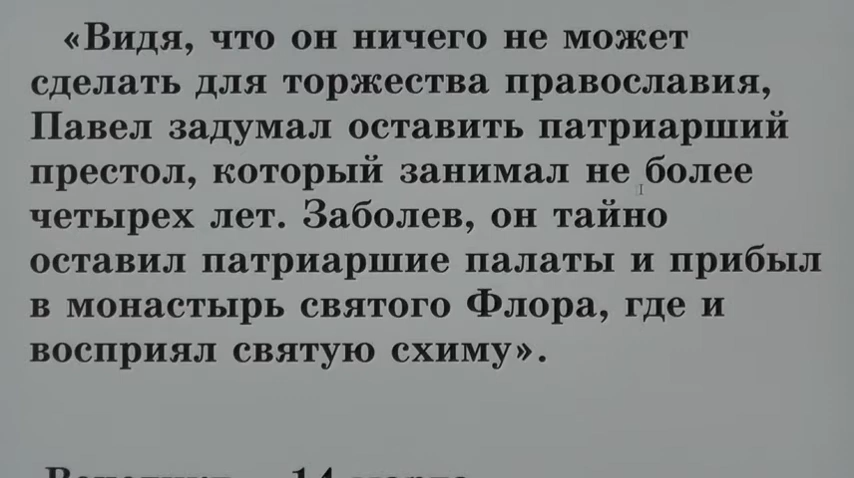 «Видя, что он ничего не может
сделать для торжества православия,
Павел задумал оставить патриарший
престол, который занимал не более
четырех лет. Заболев, он тайно
оставил патриаршие палаты и прибыл
в монастырь святого Флора, где и
восприял святую схиму».